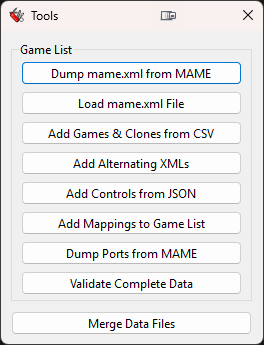 Tools
Game List
Dump mame.xml from MAME
Load mame.xml File
Add Games & Clones from CSV
Add Alternating XMLs
Add Controls from JSON
Add Mappings to Game List
Dump Ports from MAME
Validate Complete Data
Merge Data Files